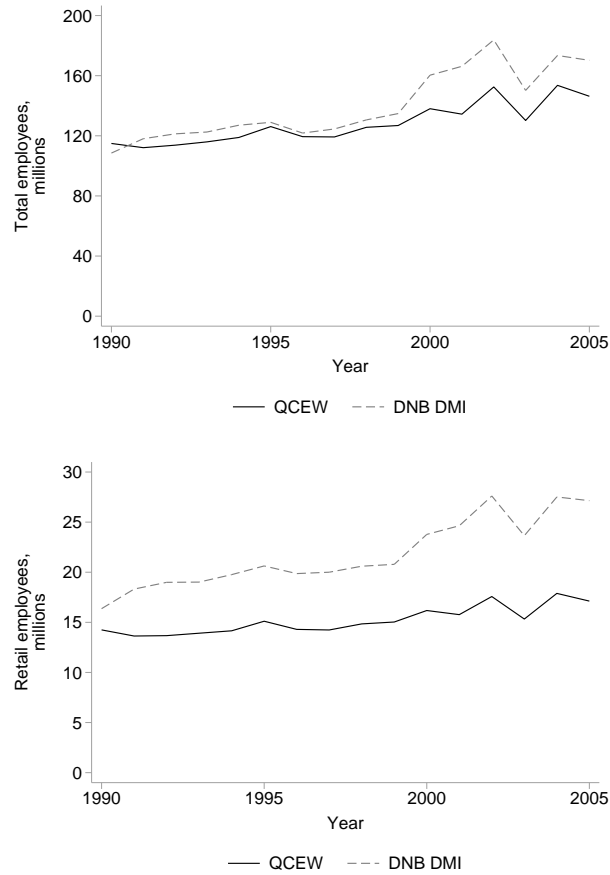 Total employees,
millions
200
160
120
80
40
0
1990
1995
2000
2005
Year
QCEW
DNB DMI
Retail employees,
millions
30
25
20
15
10
5
0
1990
1995
2000
2005
Year
QCEW
DNB DMI